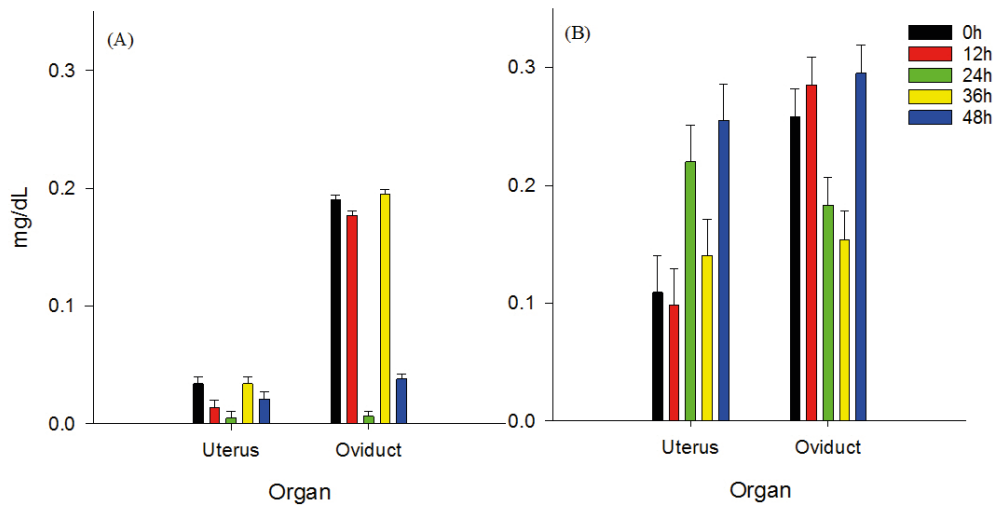 (A)
mg/dL
0.3
0.2
0.1
0.0
Uterus Oviduct
Organ
(B)
0.3
0.2
0.1
0.0
Uterus Oviduct
Organ
0h
12h
24h
36h
48h